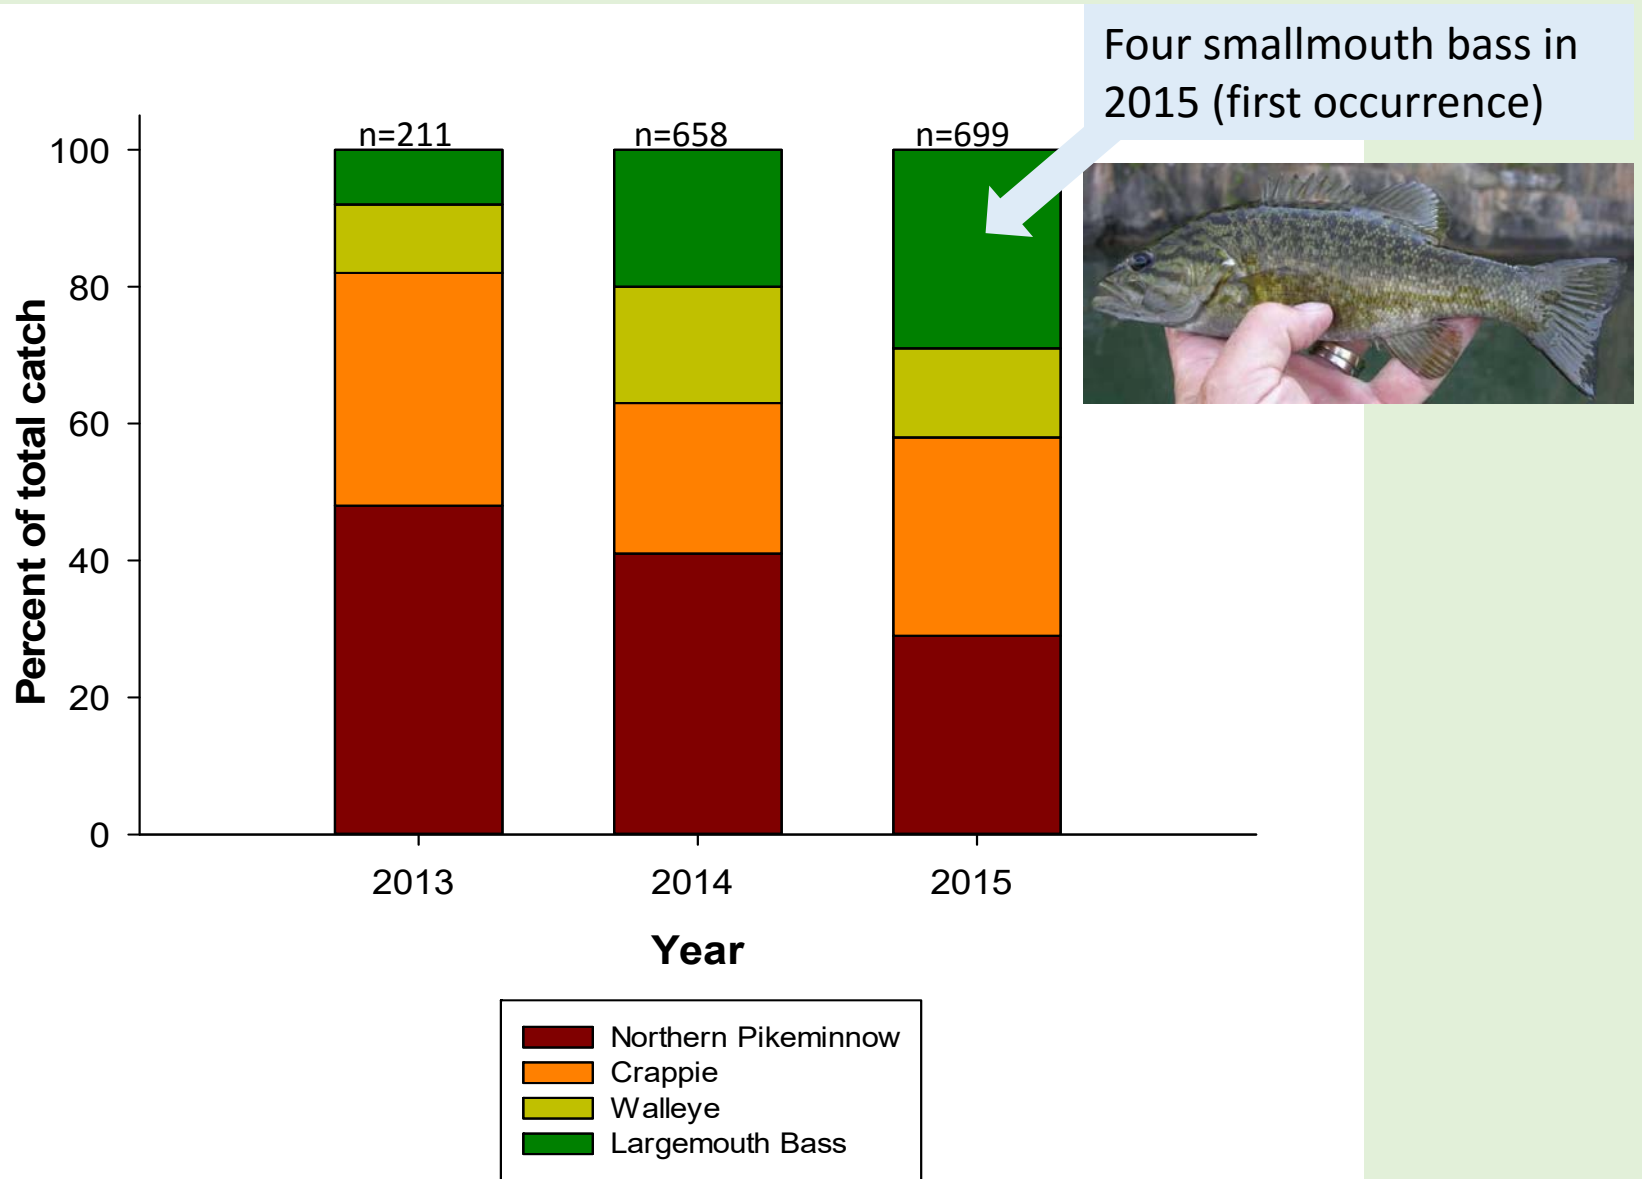 Four smallmouth bass in
2015 (first occurrence)
n=211
n=658
n=699
100
80
60
40
20
0
Percent of total catch
2013
2014
2015
Year
Northern Pikeminnow
Crappie
Walleye
Largemouth Bass